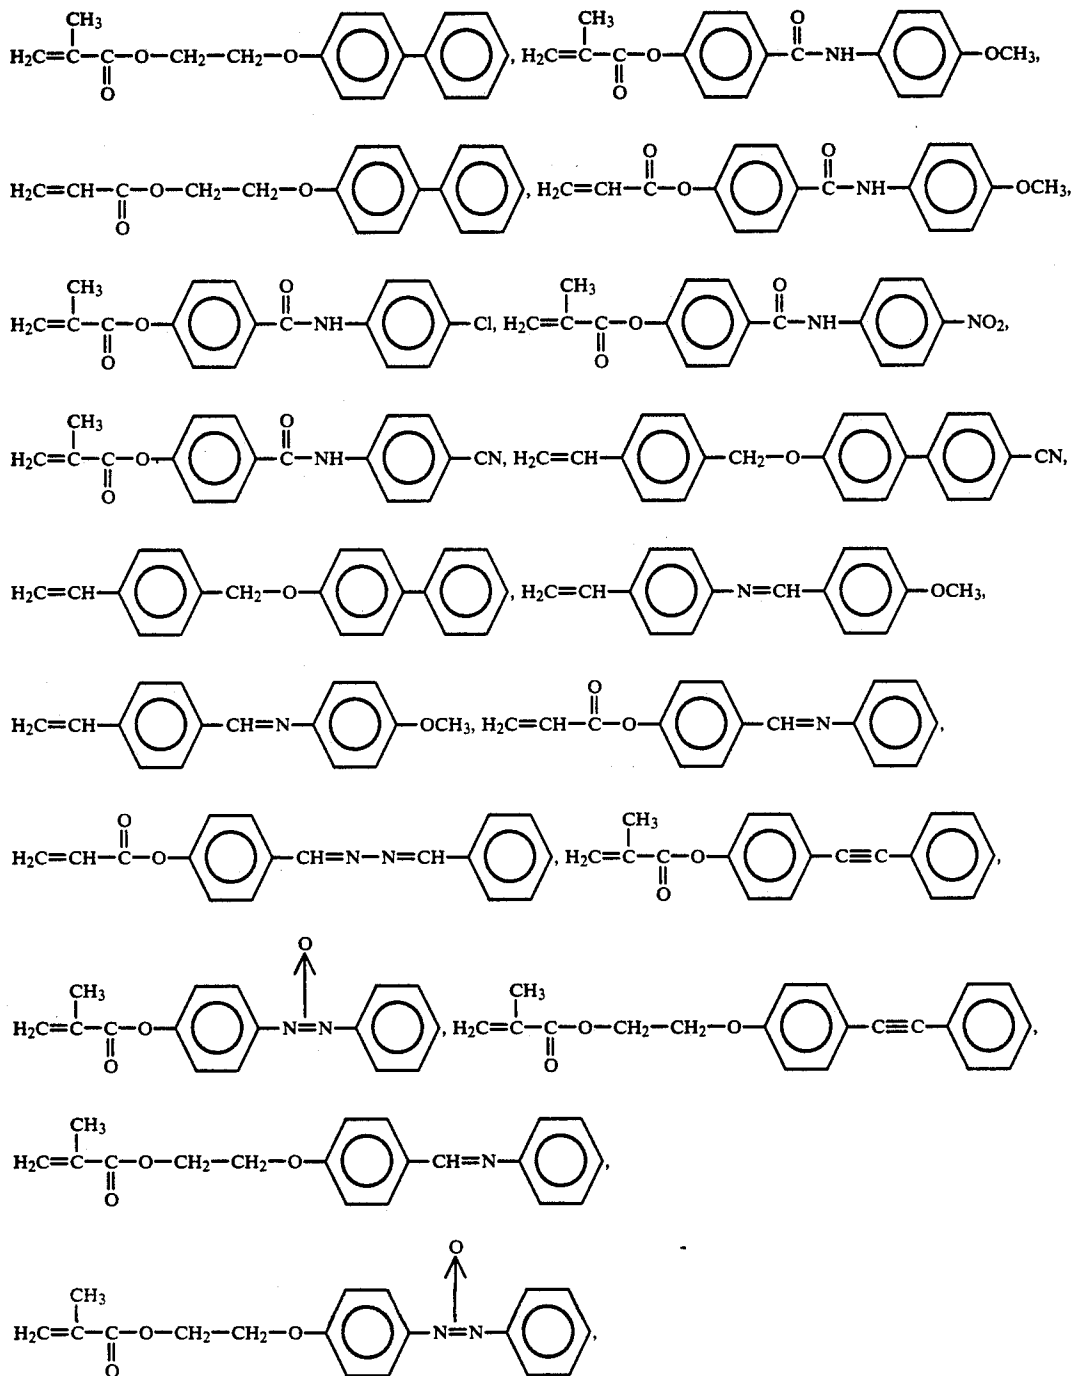 CH3 CH3 O
H2C=C—C—O—CH2—CH2—O— — , H2C=C—C—O— —C—NH— —OCH3,
O O
O O
H2C=CH—C—O—CH2—CH2—O— — , H2C=CH—C—O— —C—NH— —OCH3,
O
CH3 O CH3 O
H2C=C—C—O— —C—NH— —Cl, H2C=C—C—O— —C—NH— —NO2,
O O
CH3 O
H2C=C—C—O— —C—NH— —CN, H2C=CH— —CH2—O— — —CN,
O
H2C=CH— —CH2—O— — , H2C=CH— —N=CH— —OCH3,
O
H2C=CH— —CH=N— —OCH3, H2C=CH—C—O— —CH=N— ,
O CH3
H2C=CH—C—O— —CH=N—N=CH— , H2C=C—C—O— —C≡C— ,
O
O
CH3 CH3
H2C=C—C—O— —N=N— , H2C=C—C—O—CH2—CH2—O— —C≡C— ,
O O
CH3
H2C=C—C—O—CH2—CH2—O— —CH=N— ,
O
O
CH3
H2C=C—C—O—CH2—CH2—O— —N=N— ,
O